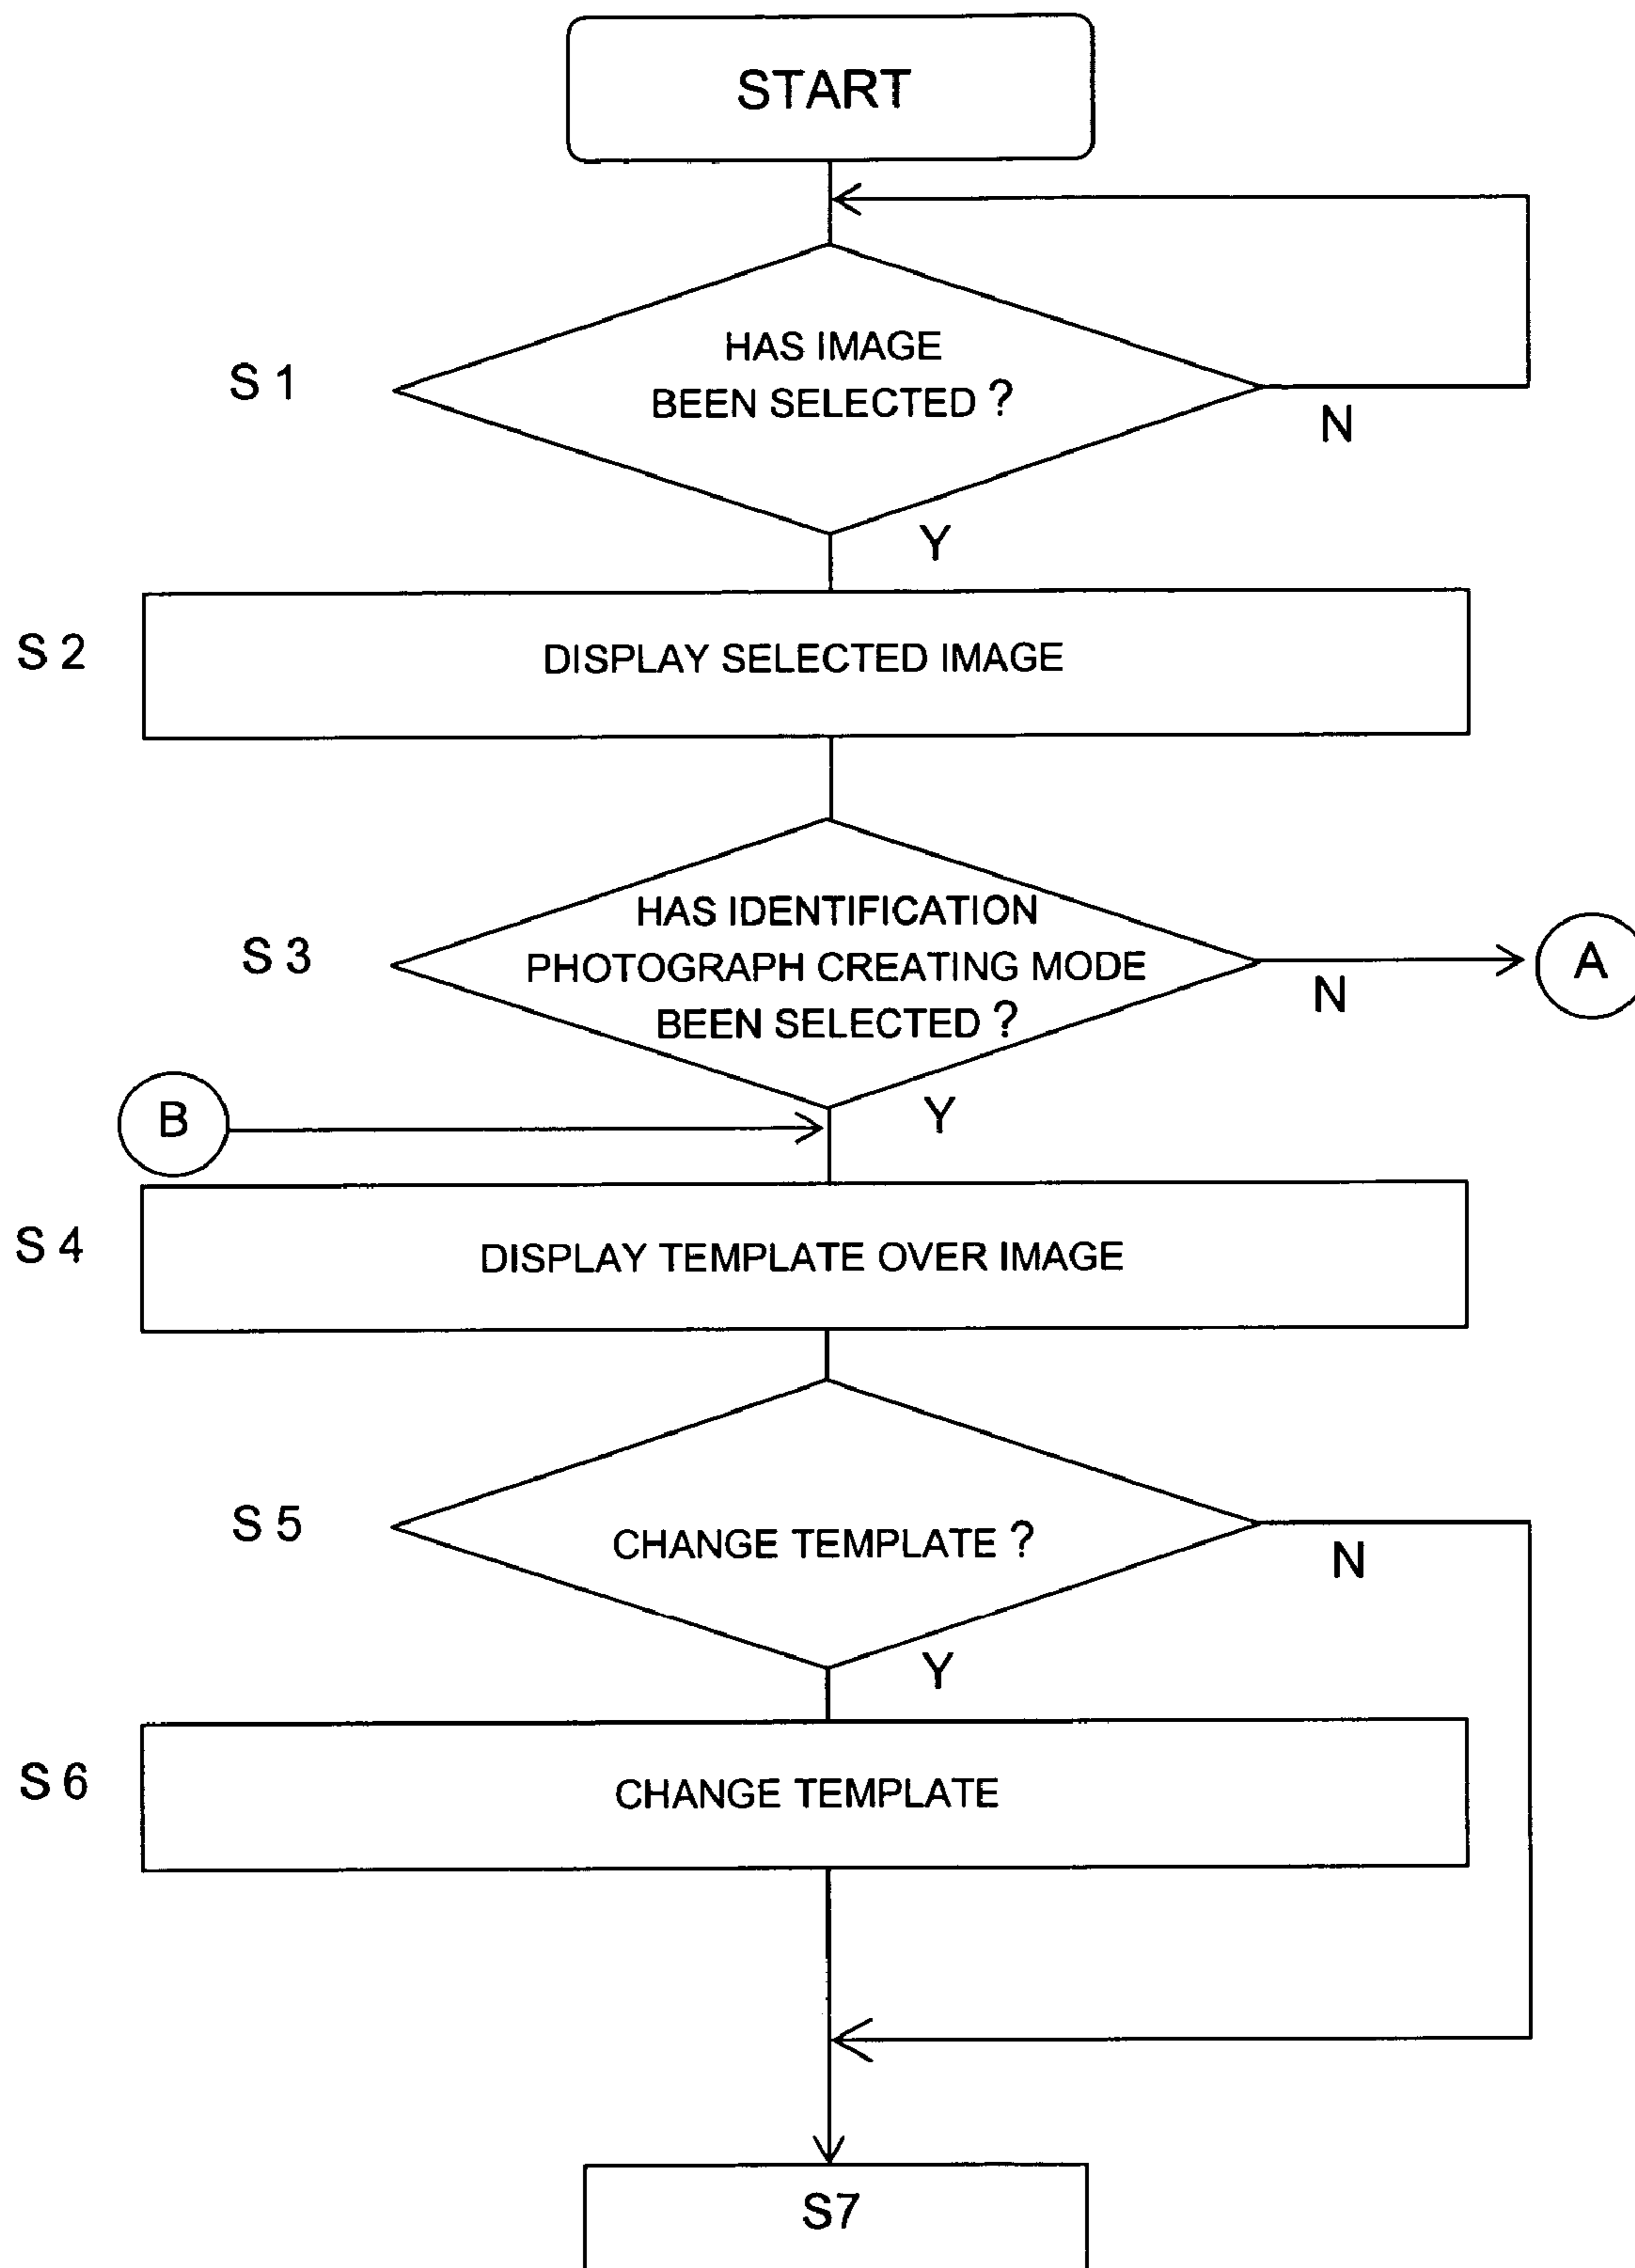 START
S 1
HAS IMAGE
BEEN SELECTED ?
N
Y
S 2
DISPLAY SELECTED IMAGE
S 3
HAS IDENTIFICATION
PHOTOGRAPH CREATING MODE
BEEN SELECTED ?
N
A
B
Y
S 4
DISPLAY TEMPLATE OVER IMAGE
S 5
CHANGE TEMPLATE ?
N
Y
S 6
CHANGE TEMPLATE
S7